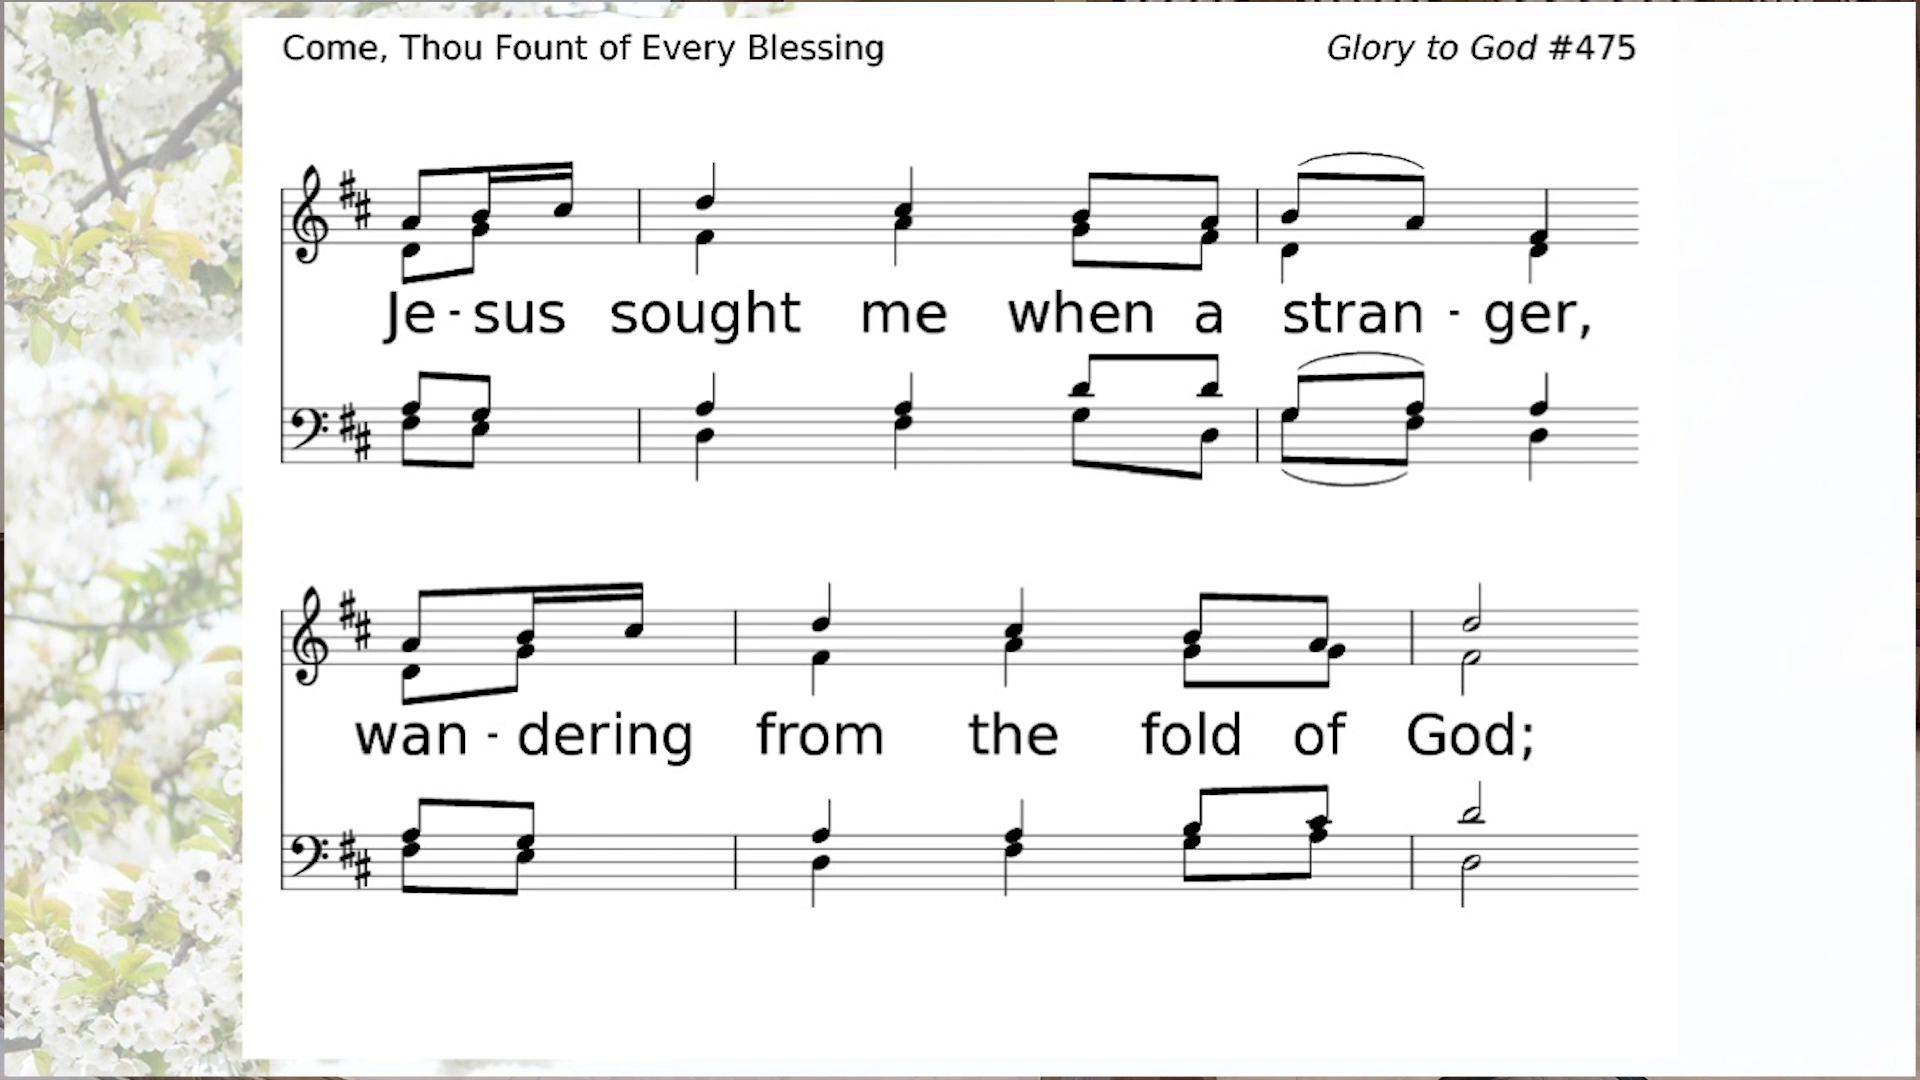 Come, Thou Fount of Every Blessing Glory to God #475
Je - sus sought me when a stran - ger,
wan - dering from the fold of God;